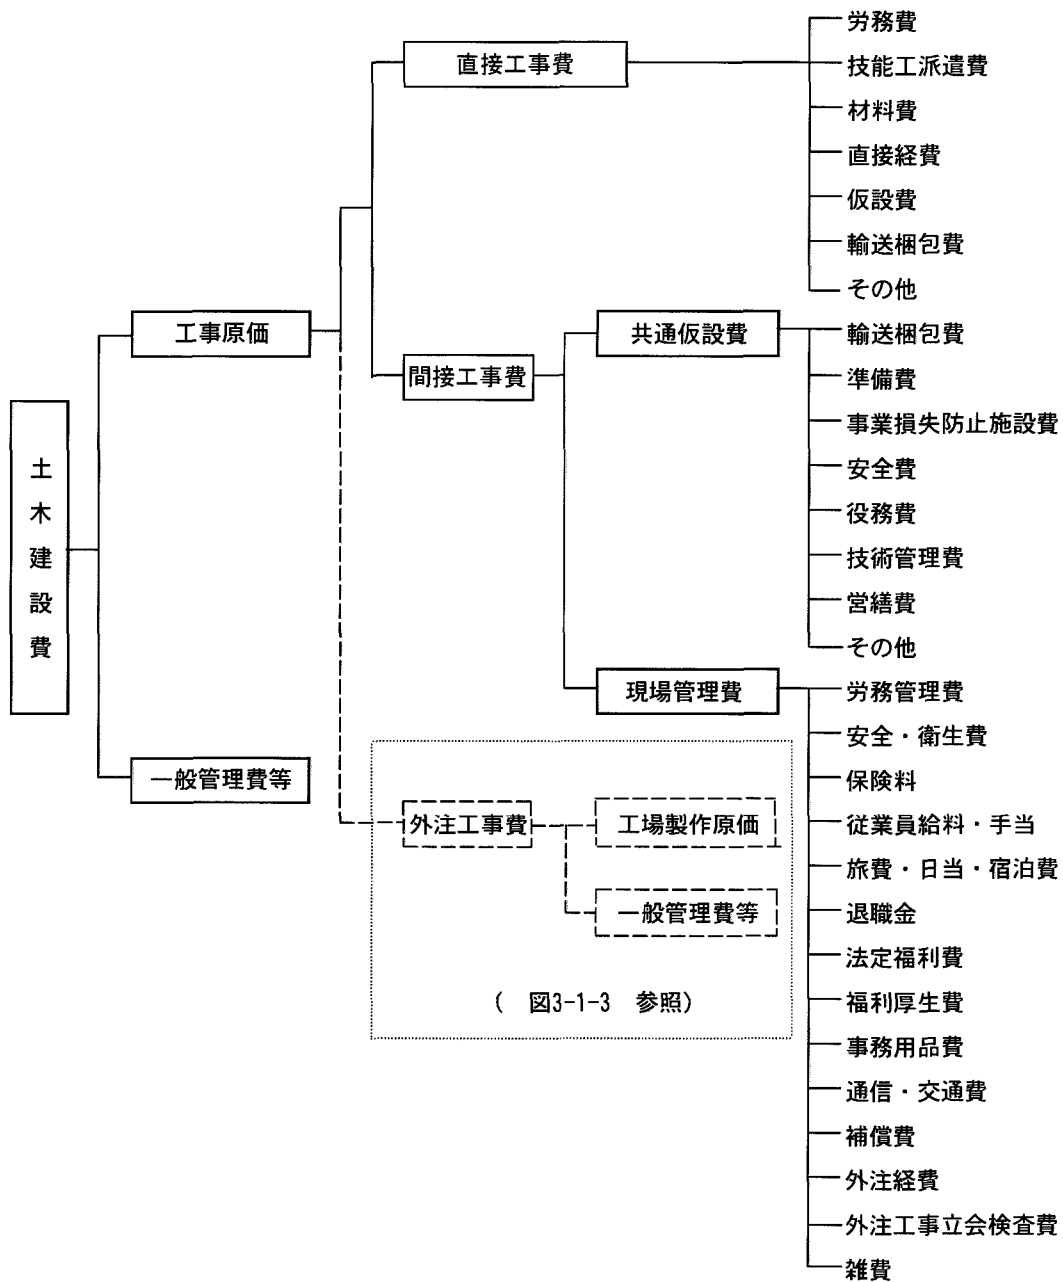 土木建設費
工事原価
一般管理費等
直接工事費
労務費
技能工派遣費
材料費
直接経費
仮設費
輸送梱包費
その他
間接工事費
共通仮設費
輸送梱包費
準備費
事業損失防止施設費
安全費
役務費
技術管理費
営繕費
その他
現場管理費
労務管理費
安全・衛生費
保険料
従業員給料・手当
旅費・日当・宿泊費
退職金
法定福利費
福利厚生費
事務用品費
通信・交通費
補償費
外注経費
外注工事立会検査費
雑費
外注工事費
工場製作原価
一般管理費等
( 図3-1-3 参照)